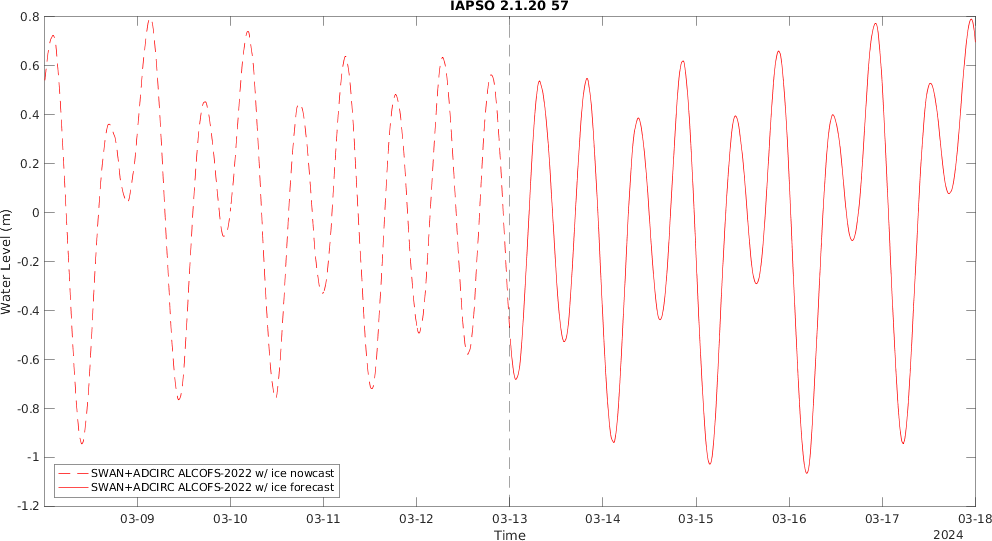 IAPSO 2.1.20 57
0.8
0.6
0.4
0.2
0
-0.2
-0.4
-0.6
-0.8
-1
-1.2
Water Level (m)
SWAN+ADCIRC ALCOFS-2022 w/ ice nowcast
SWAN+ADCIRC ALCOFS-2022 w/ ice forecast
03-09 03-10 03-11 03-12 03-13 03-14 03-15 03-16 03-17 03-18
Time
2024